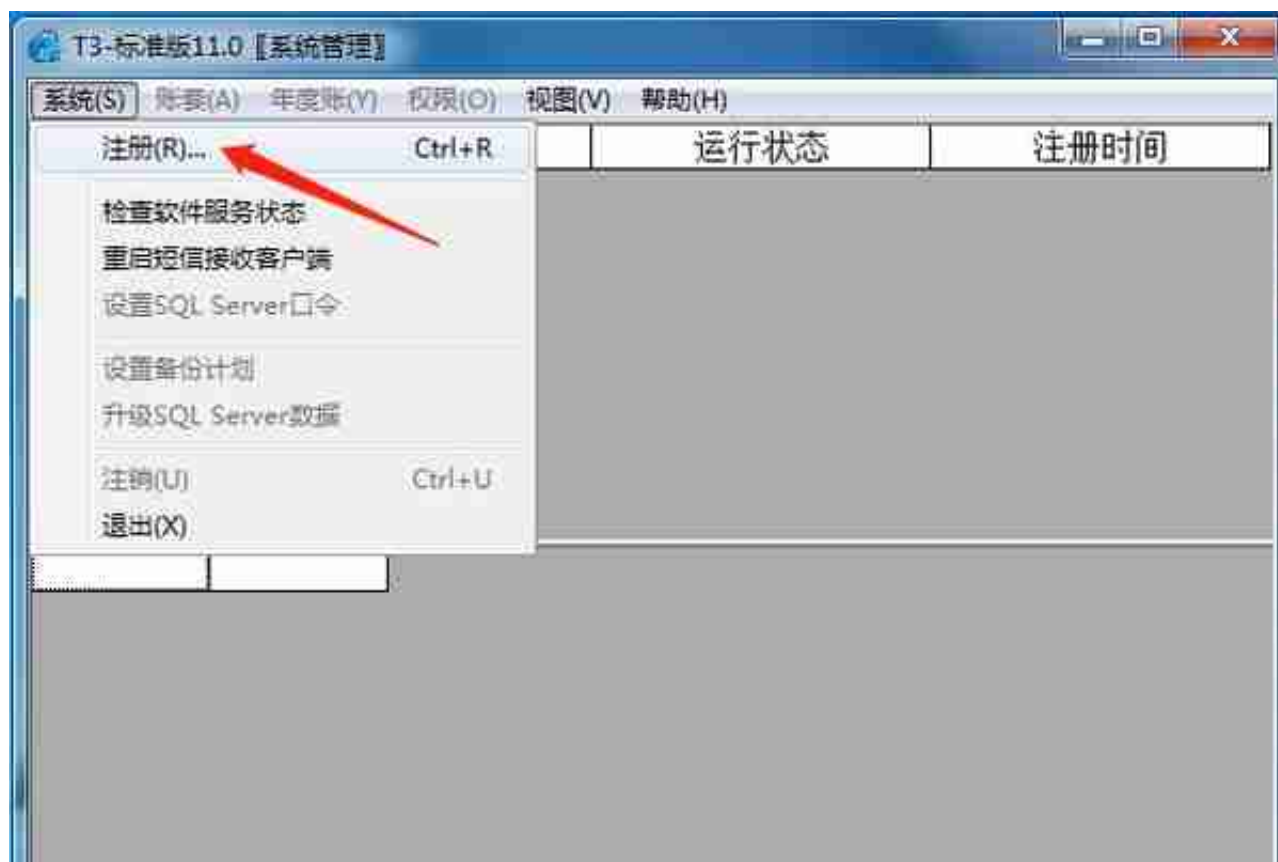 T3-标准版11.0〖系统管理〗
系统(S) 账套(A) 年度账(Y) 权限(O) 视图(V) 帮助(H)
注册(R)... Ctrl+R 运行状态 注册时间
检查软件服务状态
重启短信接收客户端
设置SQL Server口令
设置备份计划
升级SQL Server数据
注销(U) Ctrl+U
退出(X)